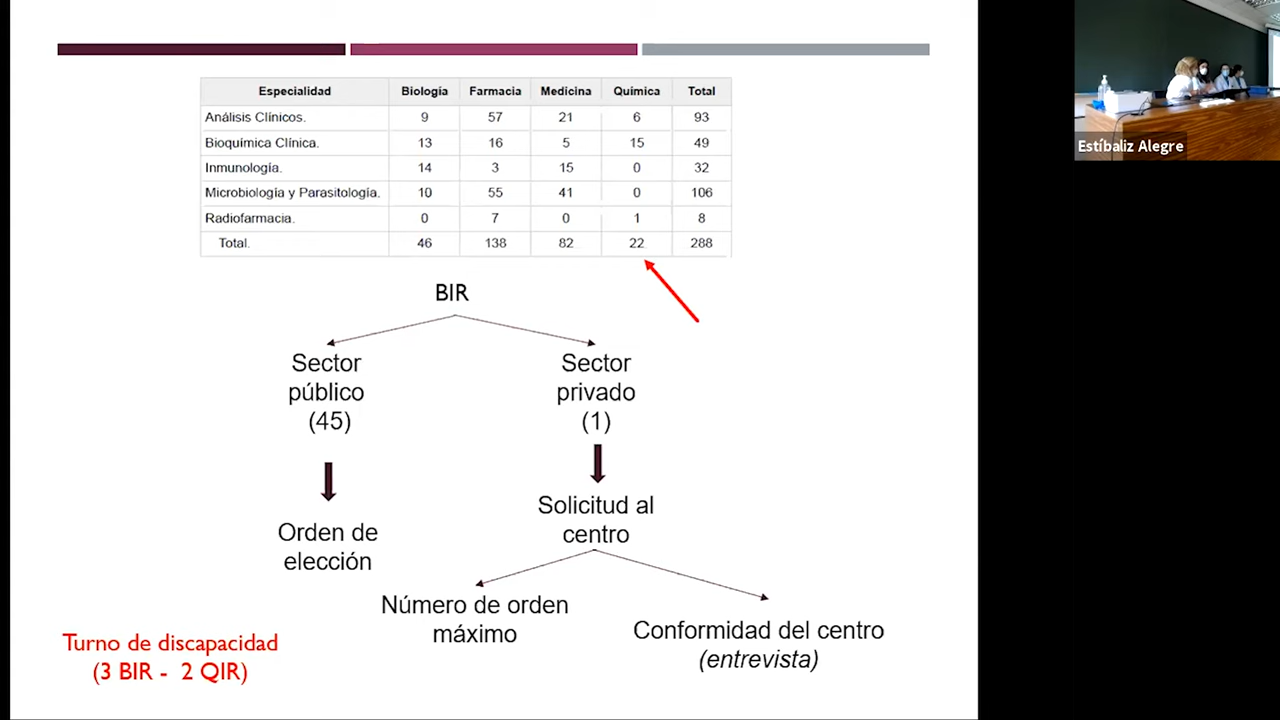 Especialidad Biología Farmacia Medicina Química Total
Análisis Clínicos. 9 57 21 6 93
Bioquímica Clínica. 13 16 5 15 49
Inmunología. 14 3 15 0 32
Microbiología y Parasitología. 10 55 41 0 106
Radiofarmacia. 0 7 0 1 8
Total. 46 138 82 22 288
BIR
Sector
público
(45)
Sector
privado
(1)
Orden de
elección
Solicitud al
centro
Número de orden
máximo
Conformidad del centro
(entrevista)
Turno de discapacidad
(3 BIR - 2 QIR)
Estíbaliz Alegre